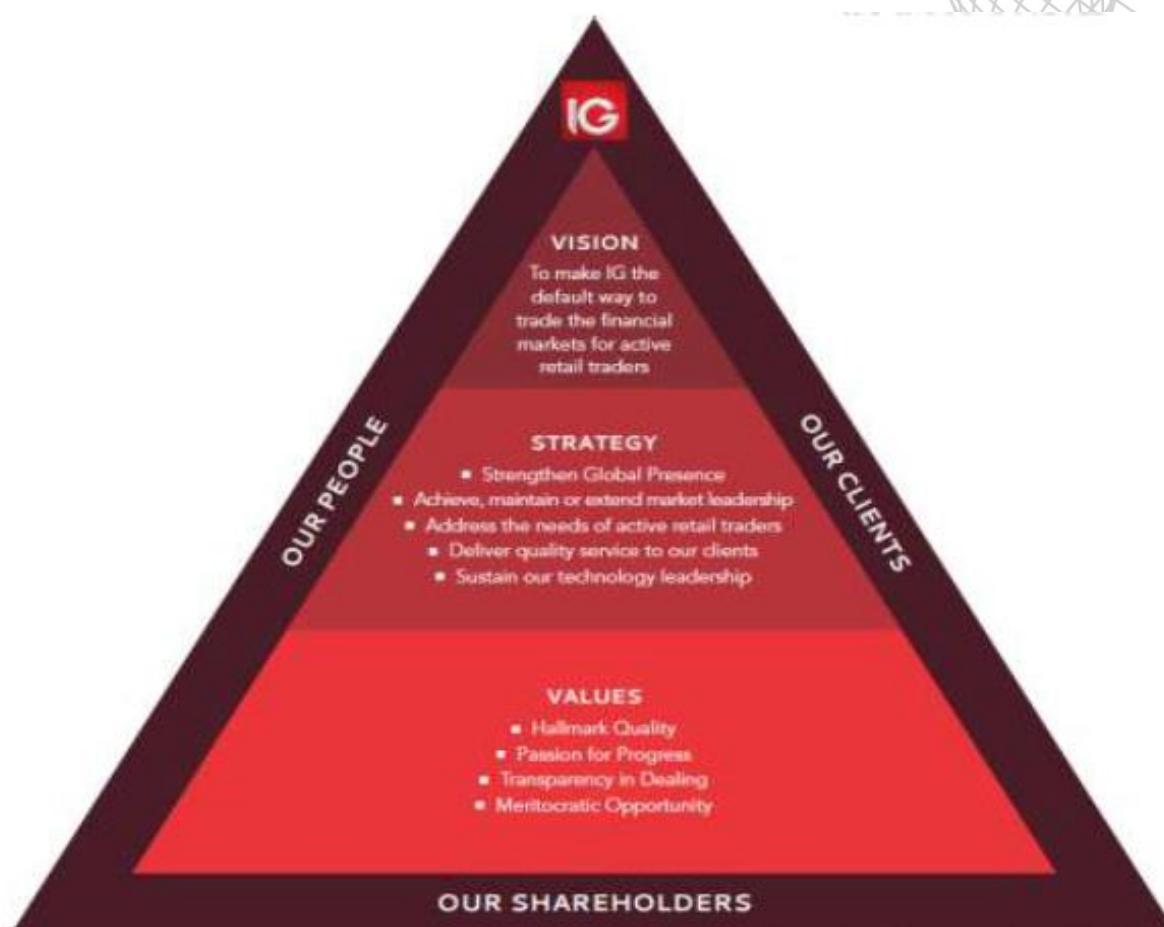 IG
VISION
To make IG the
default way to
trade the financial
markets for active
retail traders
OUR PEOPLE
OUR CLIENTS
STRATEGY
▪ Strengthen Global Presence
▪ Achieve, maintain or extend market leadership
▪ Address the needs of active retail traders
▪ Deliver quality service to our clients
▪ Sustain our technology leadership
VALUES
▪ Hallmark Quality
▪ Passion for Progress
▪ Transparency in Dealing
▪ Meritocratic Opportunity
OUR SHAREHOLDERS